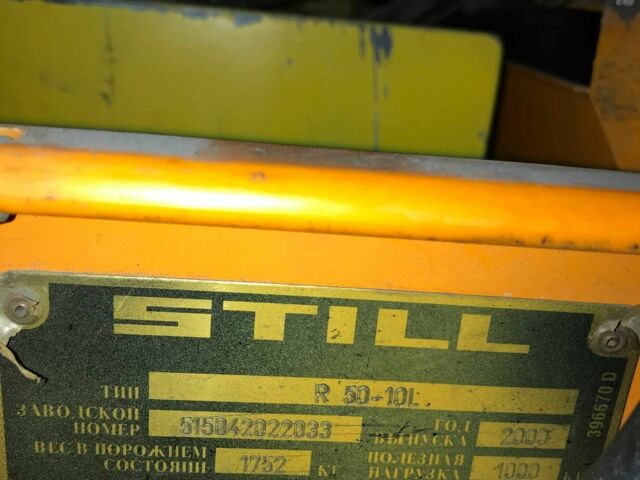 STILL
ТИП R 50-10L
ЗАВОДСКОЙ НОМЕР 515042022033 ГОД ВЫПУСКА 2000
ВЕС В ПОРОЖНЕМ СОСТОЯНИИ 1752 КГ ПОЛЕЗНАЯ НАГРУЗКА 1000 КГ
396670 D